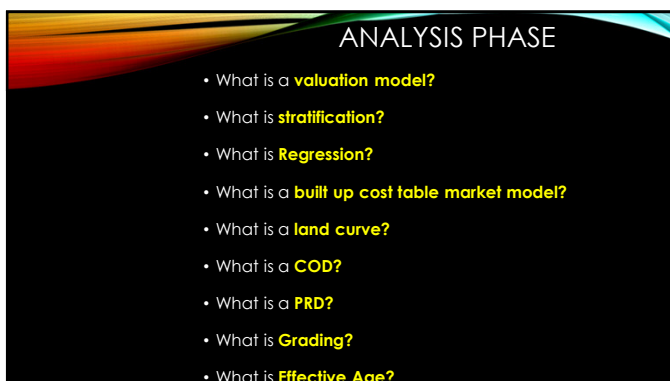 ANALYSIS PHASE
• What is a valuation model?
• What is stratification?
• What is Regression?
• What is a built up cost table market model?
• What is a land curve?
• What is a COD?
• What is a PRD?
• What is Grading?
• What is Effective Age?